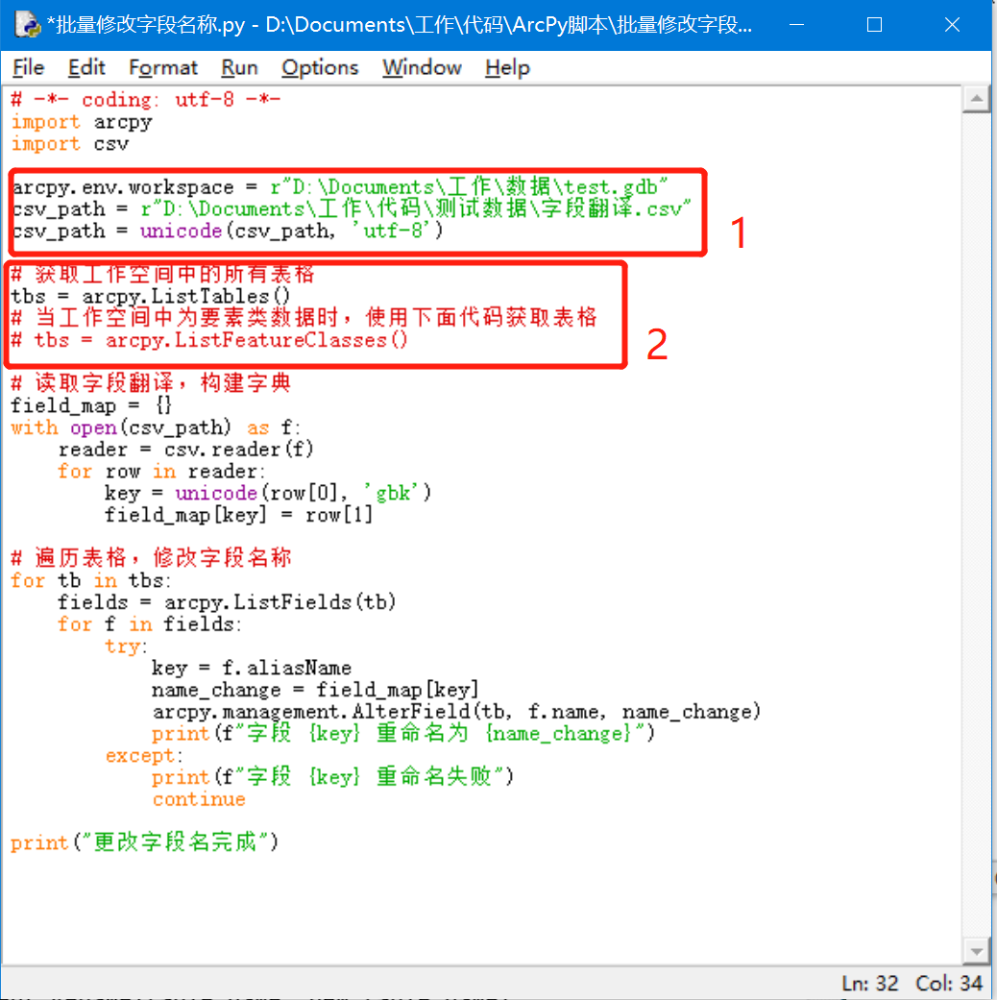 *批量修改字段名称.py - D:\Documents\工作\代码\ArcPy脚本\批量修改字段...
File Edit Format Run Options Window Help
# -*- coding: utf-8 -*-
import arcpy
import csv
arcpy.env.workspace = r"D:\Documents\工作\数据\test.gdb"
csv_path = r"D:\Documents\工作\代码\测试数据\字段翻译.csv"
csv_path = unicode(csv_path, 'utf-8')
1
# 获取工作空间中的所有表格
tbs = arcpy.ListTables()
# 当工作空间中为要素类数据时，使用下面代码获取表格
# tbs = arcpy.ListFeatureClasses()
2
# 读取字段翻译，构建字典
field_map = {}
with open(csv_path) as f:
    reader = csv.reader(f)
    for row in reader:
        key = unicode(row[0], 'gbk')
        field_map[key] = row[1]
# 遍历表格，修改字段名称
for tb in tbs:
    fields = arcpy.ListFields(tb)
    for f in fields:
        try:
            key = f.aliasName
            name_change = field_map[key]
            arcpy.management.AlterField(tb, f.name, name_change)
            print(f"字段 {key} 重命名为 {name_change}")
        except:
            print(f"字段 {key} 重命名失败")
            continue
print("更改字段名完成")
Ln: 32 Col: 34